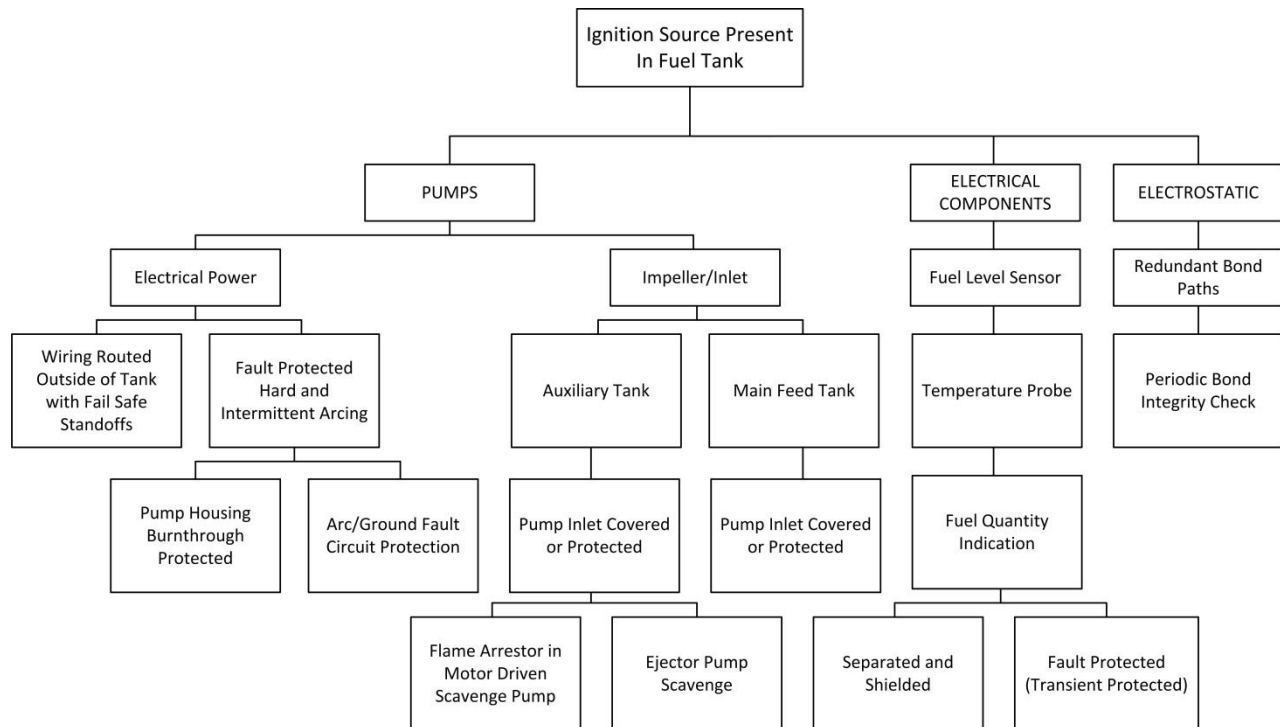 Ignition Source Present
In Fuel Tank
PUMPS
ELECTRICAL
COMPONENTS
ELECTROSTATIC
Electrical Power
Impeller/Inlet
Fuel Level Sensor
Redundant Bond
Paths
Wiring Routed
Outside of Tank
with Fail Safe
Standoffs
Fault Protected
Hard and
Intermittent Arcing
Auxiliary Tank
Main Feed Tank
Temperature Probe
Periodic Bond
Integrity Check
Pump Housing
Burnthrough
Protected
Arc/Ground Fault
Circuit Protection
Pump Inlet Covered
or Protected
Pump Inlet Covered
or Protected
Fuel Quantity
Indication
Flame Arrestor in
Motor Driven
Scavenge Pump
Ejector Pump
Scavenge
Separated and
Shielded
Fault Protected
(Transient Protected)